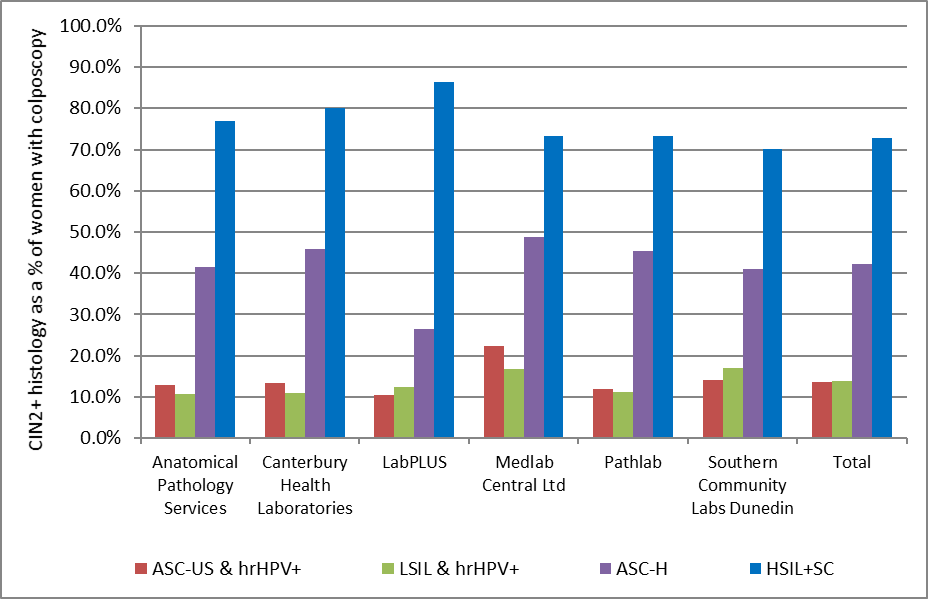 CIN2+ histology as a % of women with colposcopy
100.0%
90.0%
80.0%
70.0%
60.0%
50.0%
40.0%
30.0%
20.0%
10.0%
0.0%
Anatomical
Pathology
Services
Canterbury
Health
Laboratories
LabPLUS
Medlab
Central Ltd
Pathlab
Southern
Community
Labs Dunedin
Total
ASC-US & hrHPV+
LSIL & hrHPV+
ASC-H
HSIL+SC